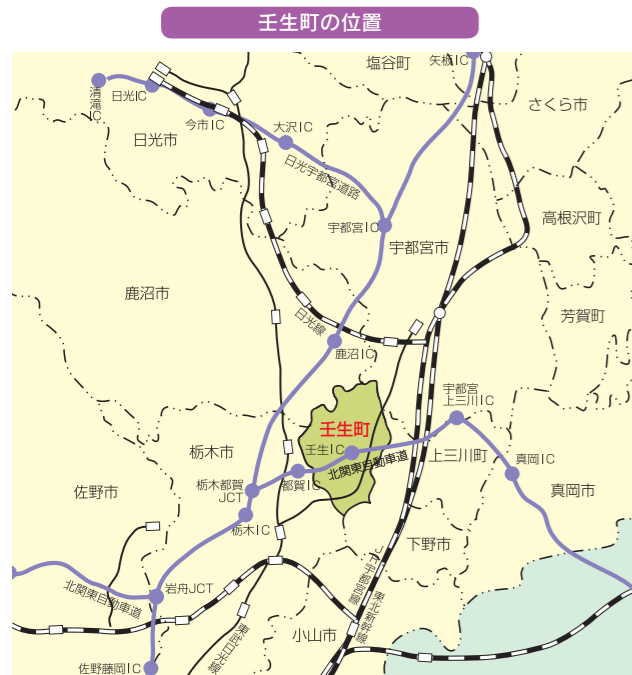 壬生町の位置
塩谷町
矢板IC
清滝IC
日光IC
さくら市
今市IC
大沢IC
日光市
日光宇都宮道路
高根沢町
宇都宮IC
宇都宮市
鹿沼市
日光線
芳賀町
鹿沼IC
宇都宮
上三川IC
壬生町
栃木市
壬生IC
上三川町
北関東自動車道
真岡IC
佐野市
栃木都賀
JCT
都賀IC
真岡市
栃木IC
下野市
JR宇都宮線
東北新幹線
北関東自動車道
岩舟JCT
東武日光線
小山市
佐野藤岡IC